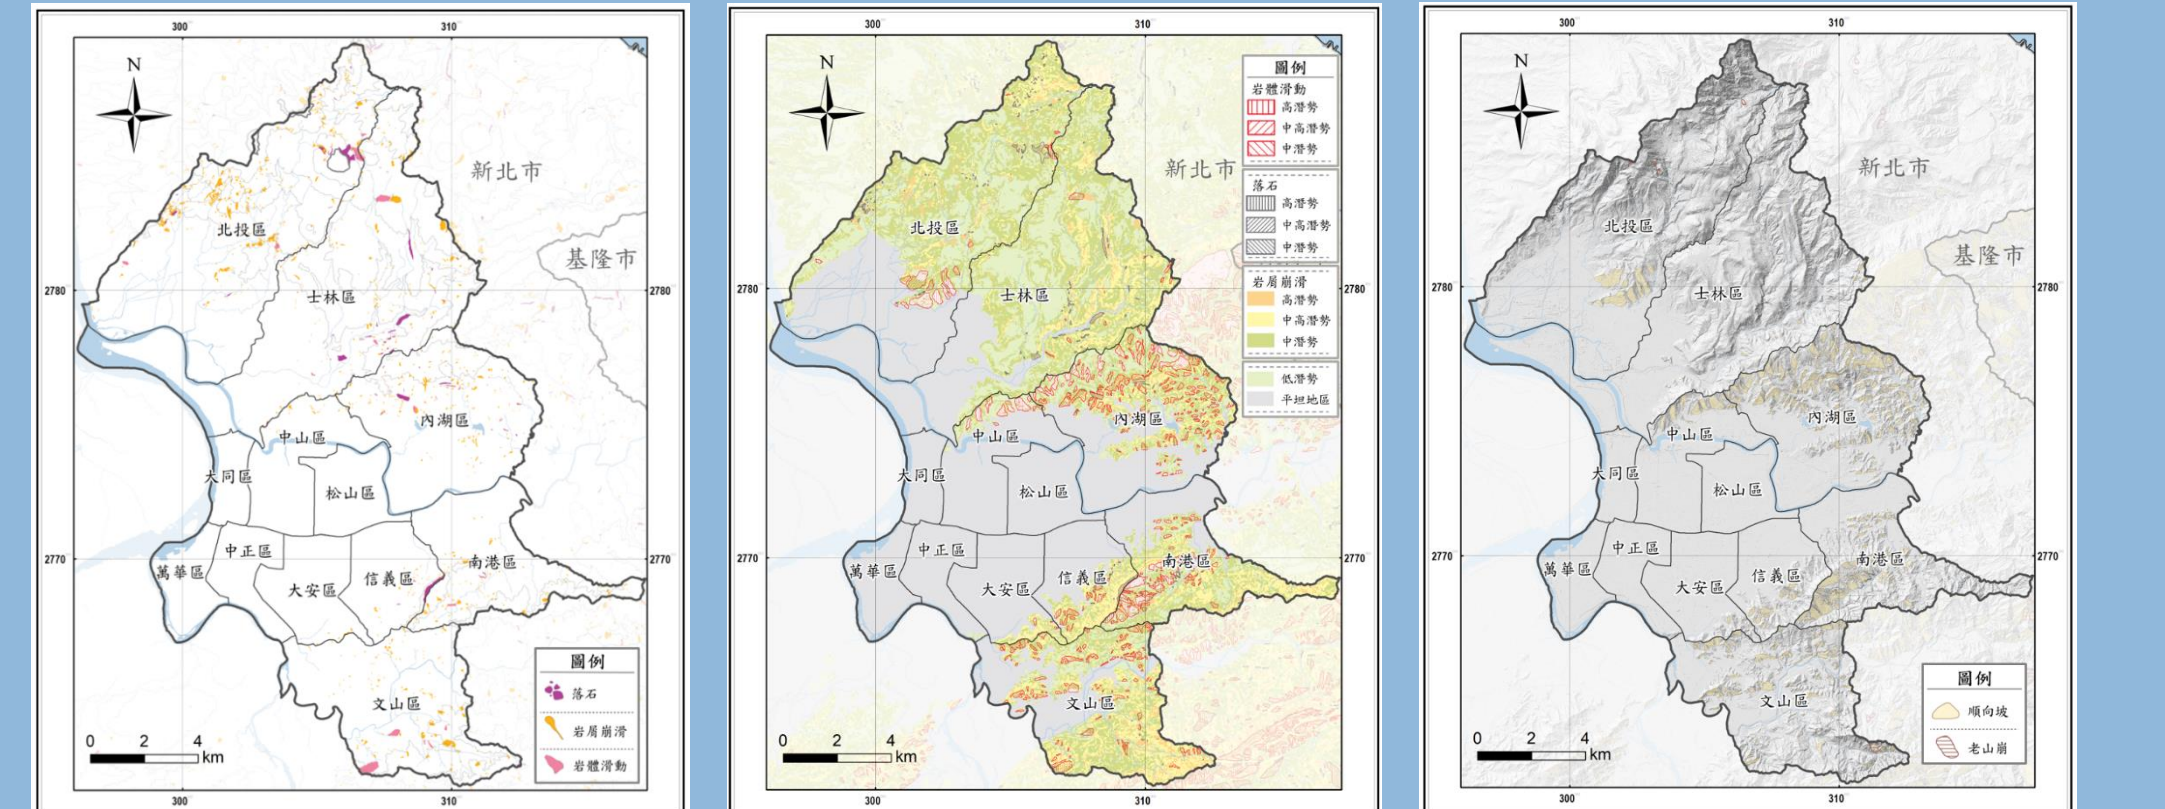 300
310
N
新北市
基隆市
北投區
士林區
2780
2780
內湖區
中山區
大同區
松山區
中正區
南港區
2770
2770
萬華區
大安區
信義區
文山區
圖例
落石
岩屑崩滑
岩體滑動
0 2 4
km
300
310
300
310
N
圖例
岩體滑動
高潛勢
中高潛勢
中潛勢
落石
高潛勢
中高潛勢
中潛勢
岩屑崩滑
高潛勢
中高潛勢
中潛勢
低潛勢
平坦地區
新北市
北投區
士林區
2780
2780
內湖區
中山區
大同區
松山區
中正區
南港區
2770
2770
萬華區
大安區
信義區
文山區
0 2 4
km
300
310
300
310
N
新北市
基隆市
北投區
士林區
2780
2780
內湖區
中山區
大同區
松山區
中正區
南港區
2770
2770
萬華區
大安區
信義區
文山區
圖例
順向坡
老山崩
0 2 4
km
300
310